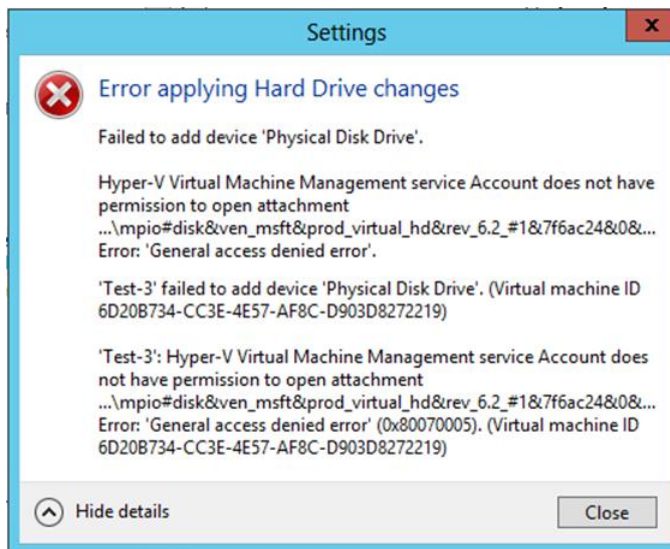 Settings
x
Error applying Hard Drive changes
Failed to add device 'Physical Disk Drive'.
Hyper-V Virtual Machine Management service Account does not have
permission to open attachment
...\mpio#disk&ven_msft&prod_virtual_hd&rev_6.2_#1&7f6ac24&0&...
Error: 'General access denied error'.
'Test-3' failed to add device 'Physical Disk Drive'. (Virtual machine ID
6D20B734-CC3E-4E57-AF8C-D903D8272219)
'Test-3': Hyper-V Virtual Machine Management service Account does
not have permission to open attachment
...\mpio#disk&ven_msft&prod_virtual_hd&rev_6.2_#1&7f6ac24&0&...
Error: 'General access denied error' (0x80070005). (Virtual machine ID
6D20B734-CC3E-4E57-AF8C-D903D8272219)
Hide details
Close